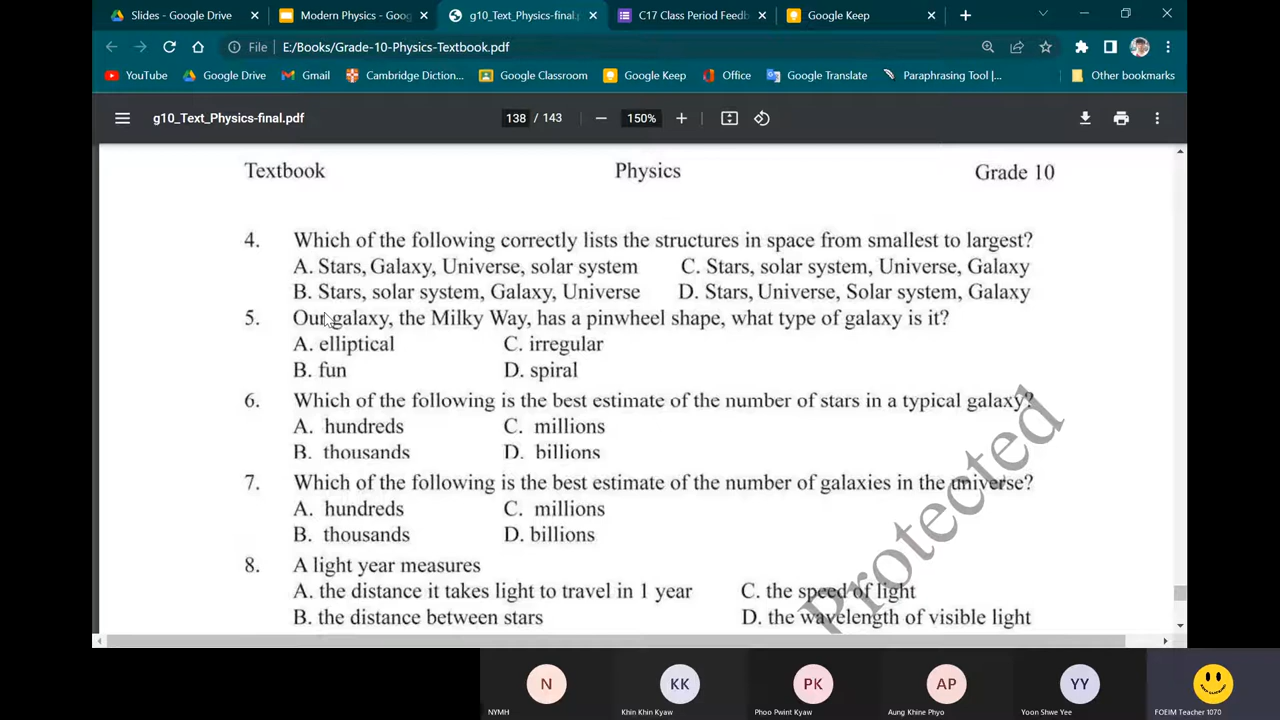 Slides - Google Drive
Modern Physics - Goog
g10_Text_Physics-final.p
C17 Class Period Feedb
Google Keep
File E:/Books/Grade-10-Physics-Textbook.pdf
YouTube Google Drive Gmail Cambridge Diction... Google Classroom Google Keep Office Google Translate Paraphrasing Tool |... Other bookmarks
g10_Text_Physics-final.pdf 138 / 143 150%
Textbook Physics Grade 10
4. Which of the following correctly lists the structures in space from smallest to largest?
A. Stars, Galaxy, Universe, solar system C. Stars, solar system, Universe, Galaxy
B. Stars, solar system, Galaxy, Universe D. Stars, Universe, Solar system, Galaxy
5. Our galaxy, the Milky Way, has a pinwheel shape, what type of galaxy is it?
A. elliptical C. irregular
B. fun D. spiral
6. Which of the following is the best estimate of the number of stars in a typical galaxy?
A. hundreds C. millions
B. thousands D. billions
7. Which of the following is the best estimate of the number of galaxies in the universe?
A. hundreds C. millions
B. thousands D. billions
8. A light year measures
A. the distance it takes light to travel in 1 year C. the speed of light
B. the distance between stars D. the wavelength of visible light
Protected
N KK PK AP YY
NYMH Khin Khin Kyaw Phoo Pwint Kyaw Aung Khine Phyo Yoon Shwe Yee FOEIM Teacher 1070